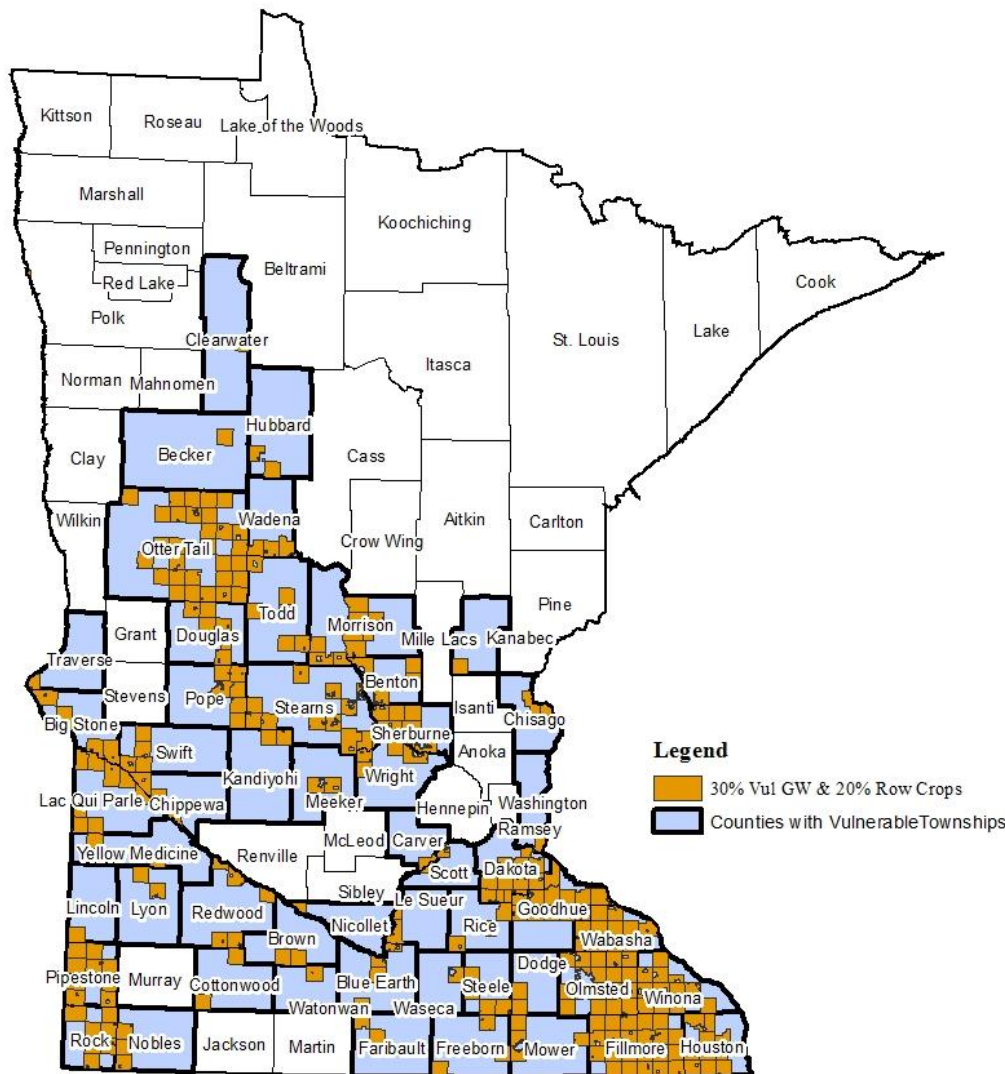 Kittson
Roseau
Lake of the Woods
Marshall
Koochiching
Pennington
Beltrami
Red Lake
Cook
Polk
Lake
St. Louis
Clearwater
Itasca
Norman
Mahnomen
Hubbard
Becker
Clay
Cass
Aitkin
Wilkin
Wadena
Carlton
Crow Wing
Otter Tail
Pine
Todd
Grant
Douglas
Morrison
Mille Lacs
Kanabec
Traverse
Benton
Stevens
Pope
Stearns
Isanti
Big Stone
Chisago
Sherburne
Swift
Anoka
Legend
Kandiyohi
Wright
30% Vul GW & 20% Row Crops
Lac Qui Parle
Chippewa
Meeker
Hennepin
Washington
Counties with VulnerableTownships
Ramsey
McLeod
Carver
Yellow Medicine
Renville
Scott
Dakota
Sibley
Lincoln
Lyon
Redwood
Le Sueur
Goodhue
Nicollet
Rice
Brown
Wabasha
Dodge
Pipestone
Murray
Cottonwood
Blue Earth
Steele
Olmsted
Winona
Watonwan
Waseca
Rock
Nobles
Jackson
Martin
Faribault
Freeborn
Mower
Fillmore
Houston